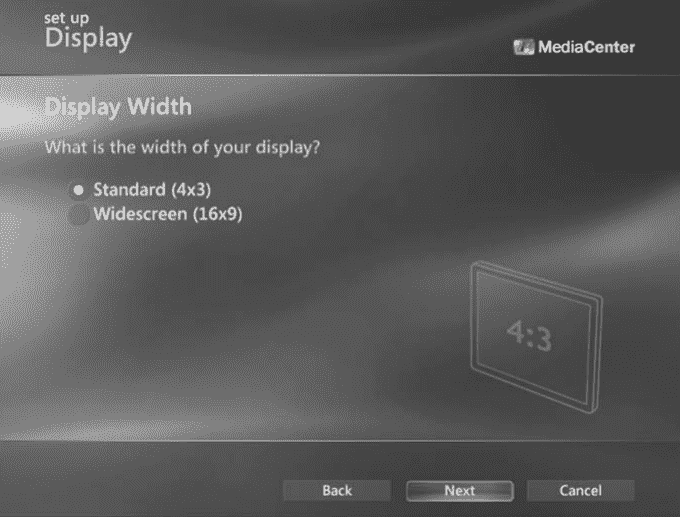 set up
Display
MediaCenter
Display Width
What is the width of your display?
Standard (4x3)
Widescreen (16x9)
4:3
Back Next Cancel